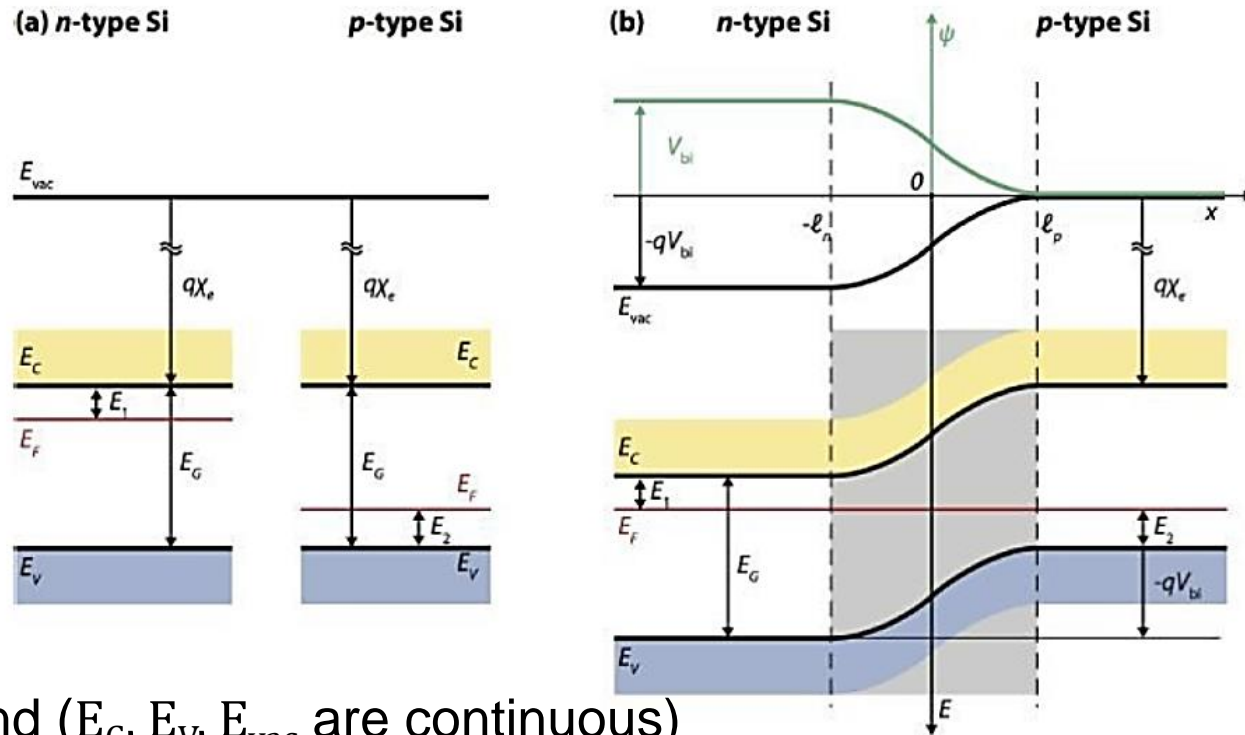 (a) n-type Si p-type Si
E_vac
qχ_e qχ_e
E_C E_C
E_1
E_F
E_G E_G
E_F
E_2
E_V E_V
(b) n-type Si p-type Si
ψ
V_bi
0
x
-ℓ_n ℓ_p
-qV_bi
qχ_e
E_vac
E_C
E_1
E_F
E_2
E_G
-qV_bi
E_V
E
nd (E_C, E_V, E_vac are continuous)